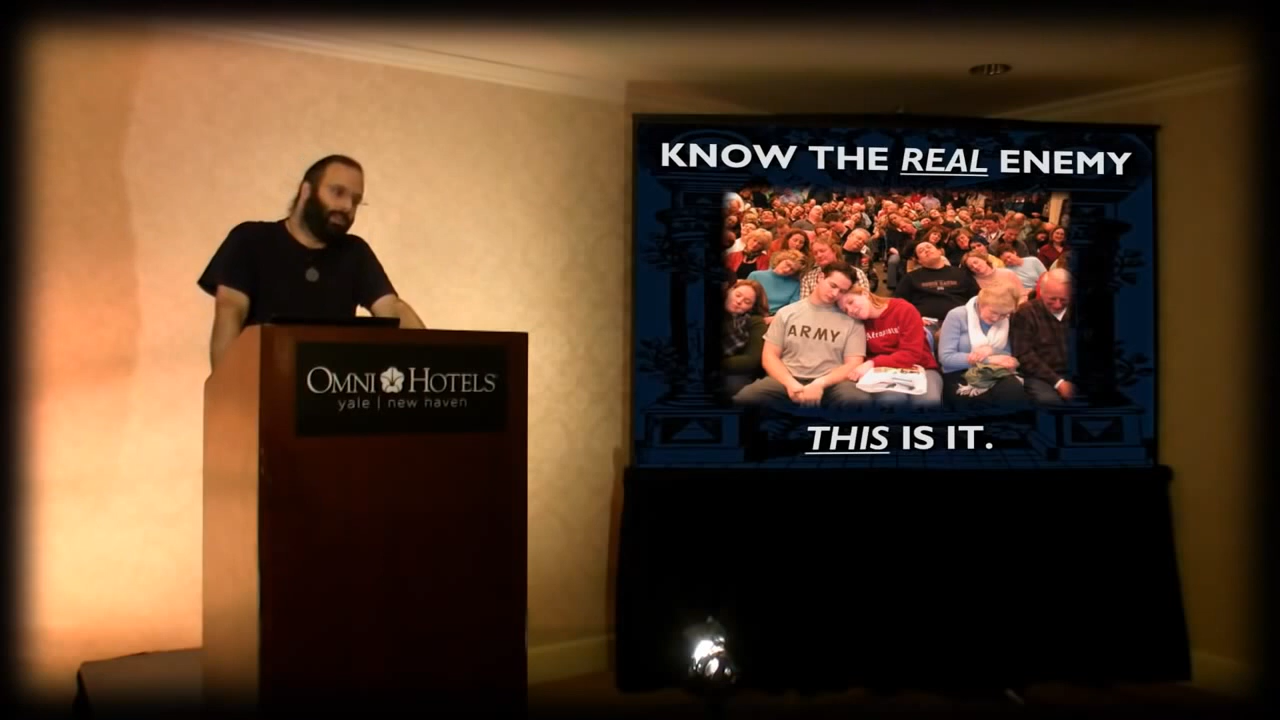 KNOW THE REAL ENEMY
ARMY
OMNI HOTELS
yale | new haven
THIS IS IT.